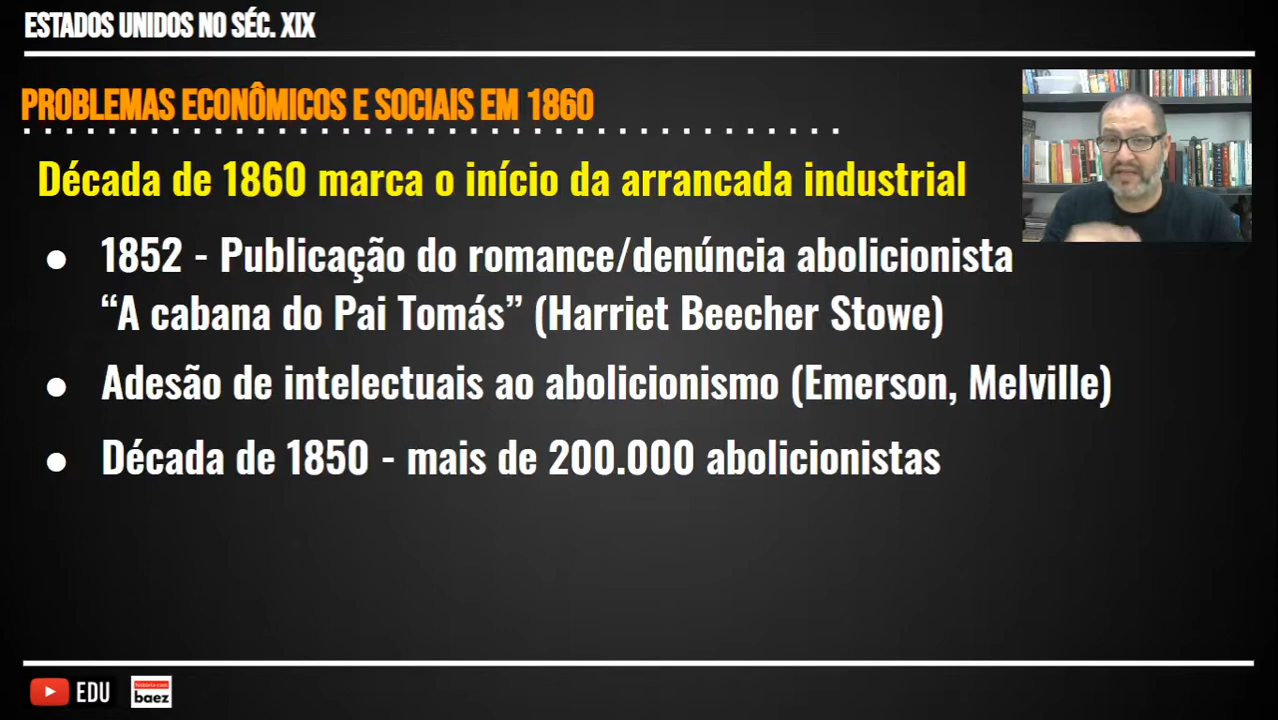 ESTADOS UNIDOS NO SÉC. XIX
PROBLEMAS ECONÔMICOS E SOCIAIS EM 1860
Década de 1860 marca o início da arrancada industrial
● 1852 - Publicação do romance/denúncia abolicionista
“A cabana do Pai Tomás” (Harriet Beecher Stowe)
● Adesão de intelectuais ao abolicionismo (Emerson, Melville)
● Década de 1850 - mais de 200.000 abolicionistas
EDU
história com
baez